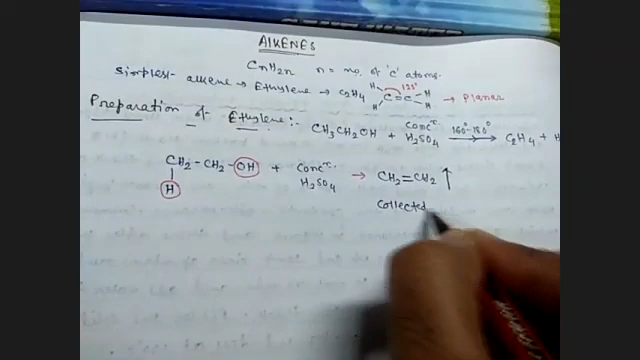 ALKENES
CnH2n n = no. of 'C' atoms.
Simplest alkene → Ethylene → C2H4 H H C=C H H 121° → Planar
Preparation of Ethylene:- CH3CH2OH + Conc. H2SO4 160°-180° → C2H4 + H
CH2-CH2-OH + Conc. H2SO4 → CH2=CH2 ↑
H
Collected